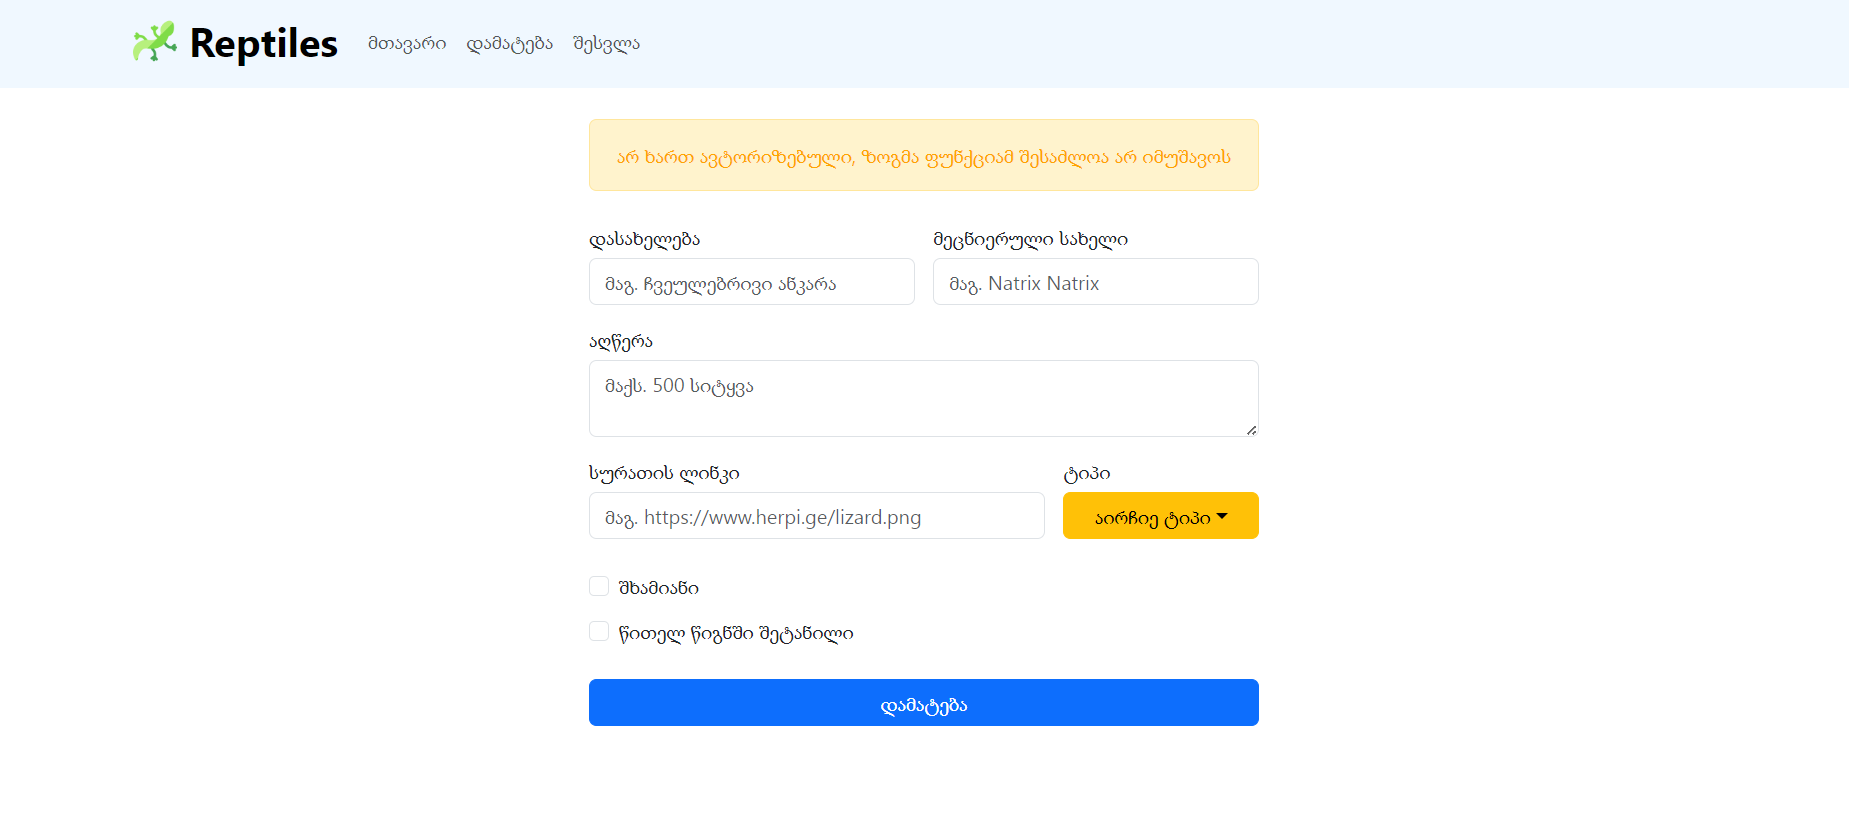 Reptiles მთავარი დამატება შესვლა
არ ხართ ავტორიზებული, ზოგმა ფუნქციამ შესაძლოა არ იმუშავოს
დასახელება მეცნიერული სახელი
მაგ. ჩვეულებრივი ანკარა მაგ. Natrix Natrix
აღწერა
მაქს. 500 სიტყვა
სურათის ლინკი ტიპი
მაგ. https://www.herpi.ge/lizard.png აირჩიე ტიპი
შხამიანი
წითელ წიგნში შეტანილი
დამატება